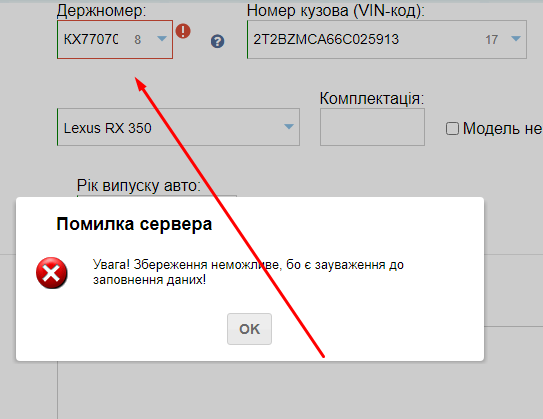 Держномер: Номер кузова (VIN-код):
8 2T2BZMCA66C025913 17
Комплектація:
Lexus RX 350 Модель не
Рік випуску авто:
Помилка сервера
Увага! Збереження неможливе, бо є зауваження до
заповнення даних!
OK